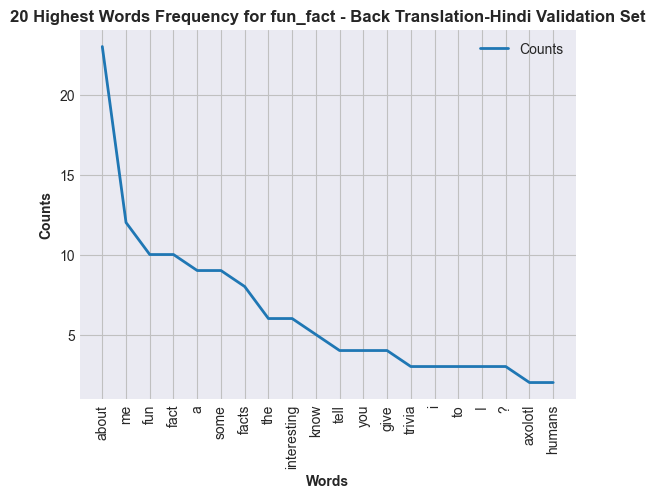 20 Highest Words Frequency for fun_fact - Back Translation-Hindi Validation Set
Counts
Counts
20
15
10
5
about
me
fun
fact
a
some
facts
the
interesting
know
tell
you
give
trivia
i
to
I
?
axolotl
humans
Words